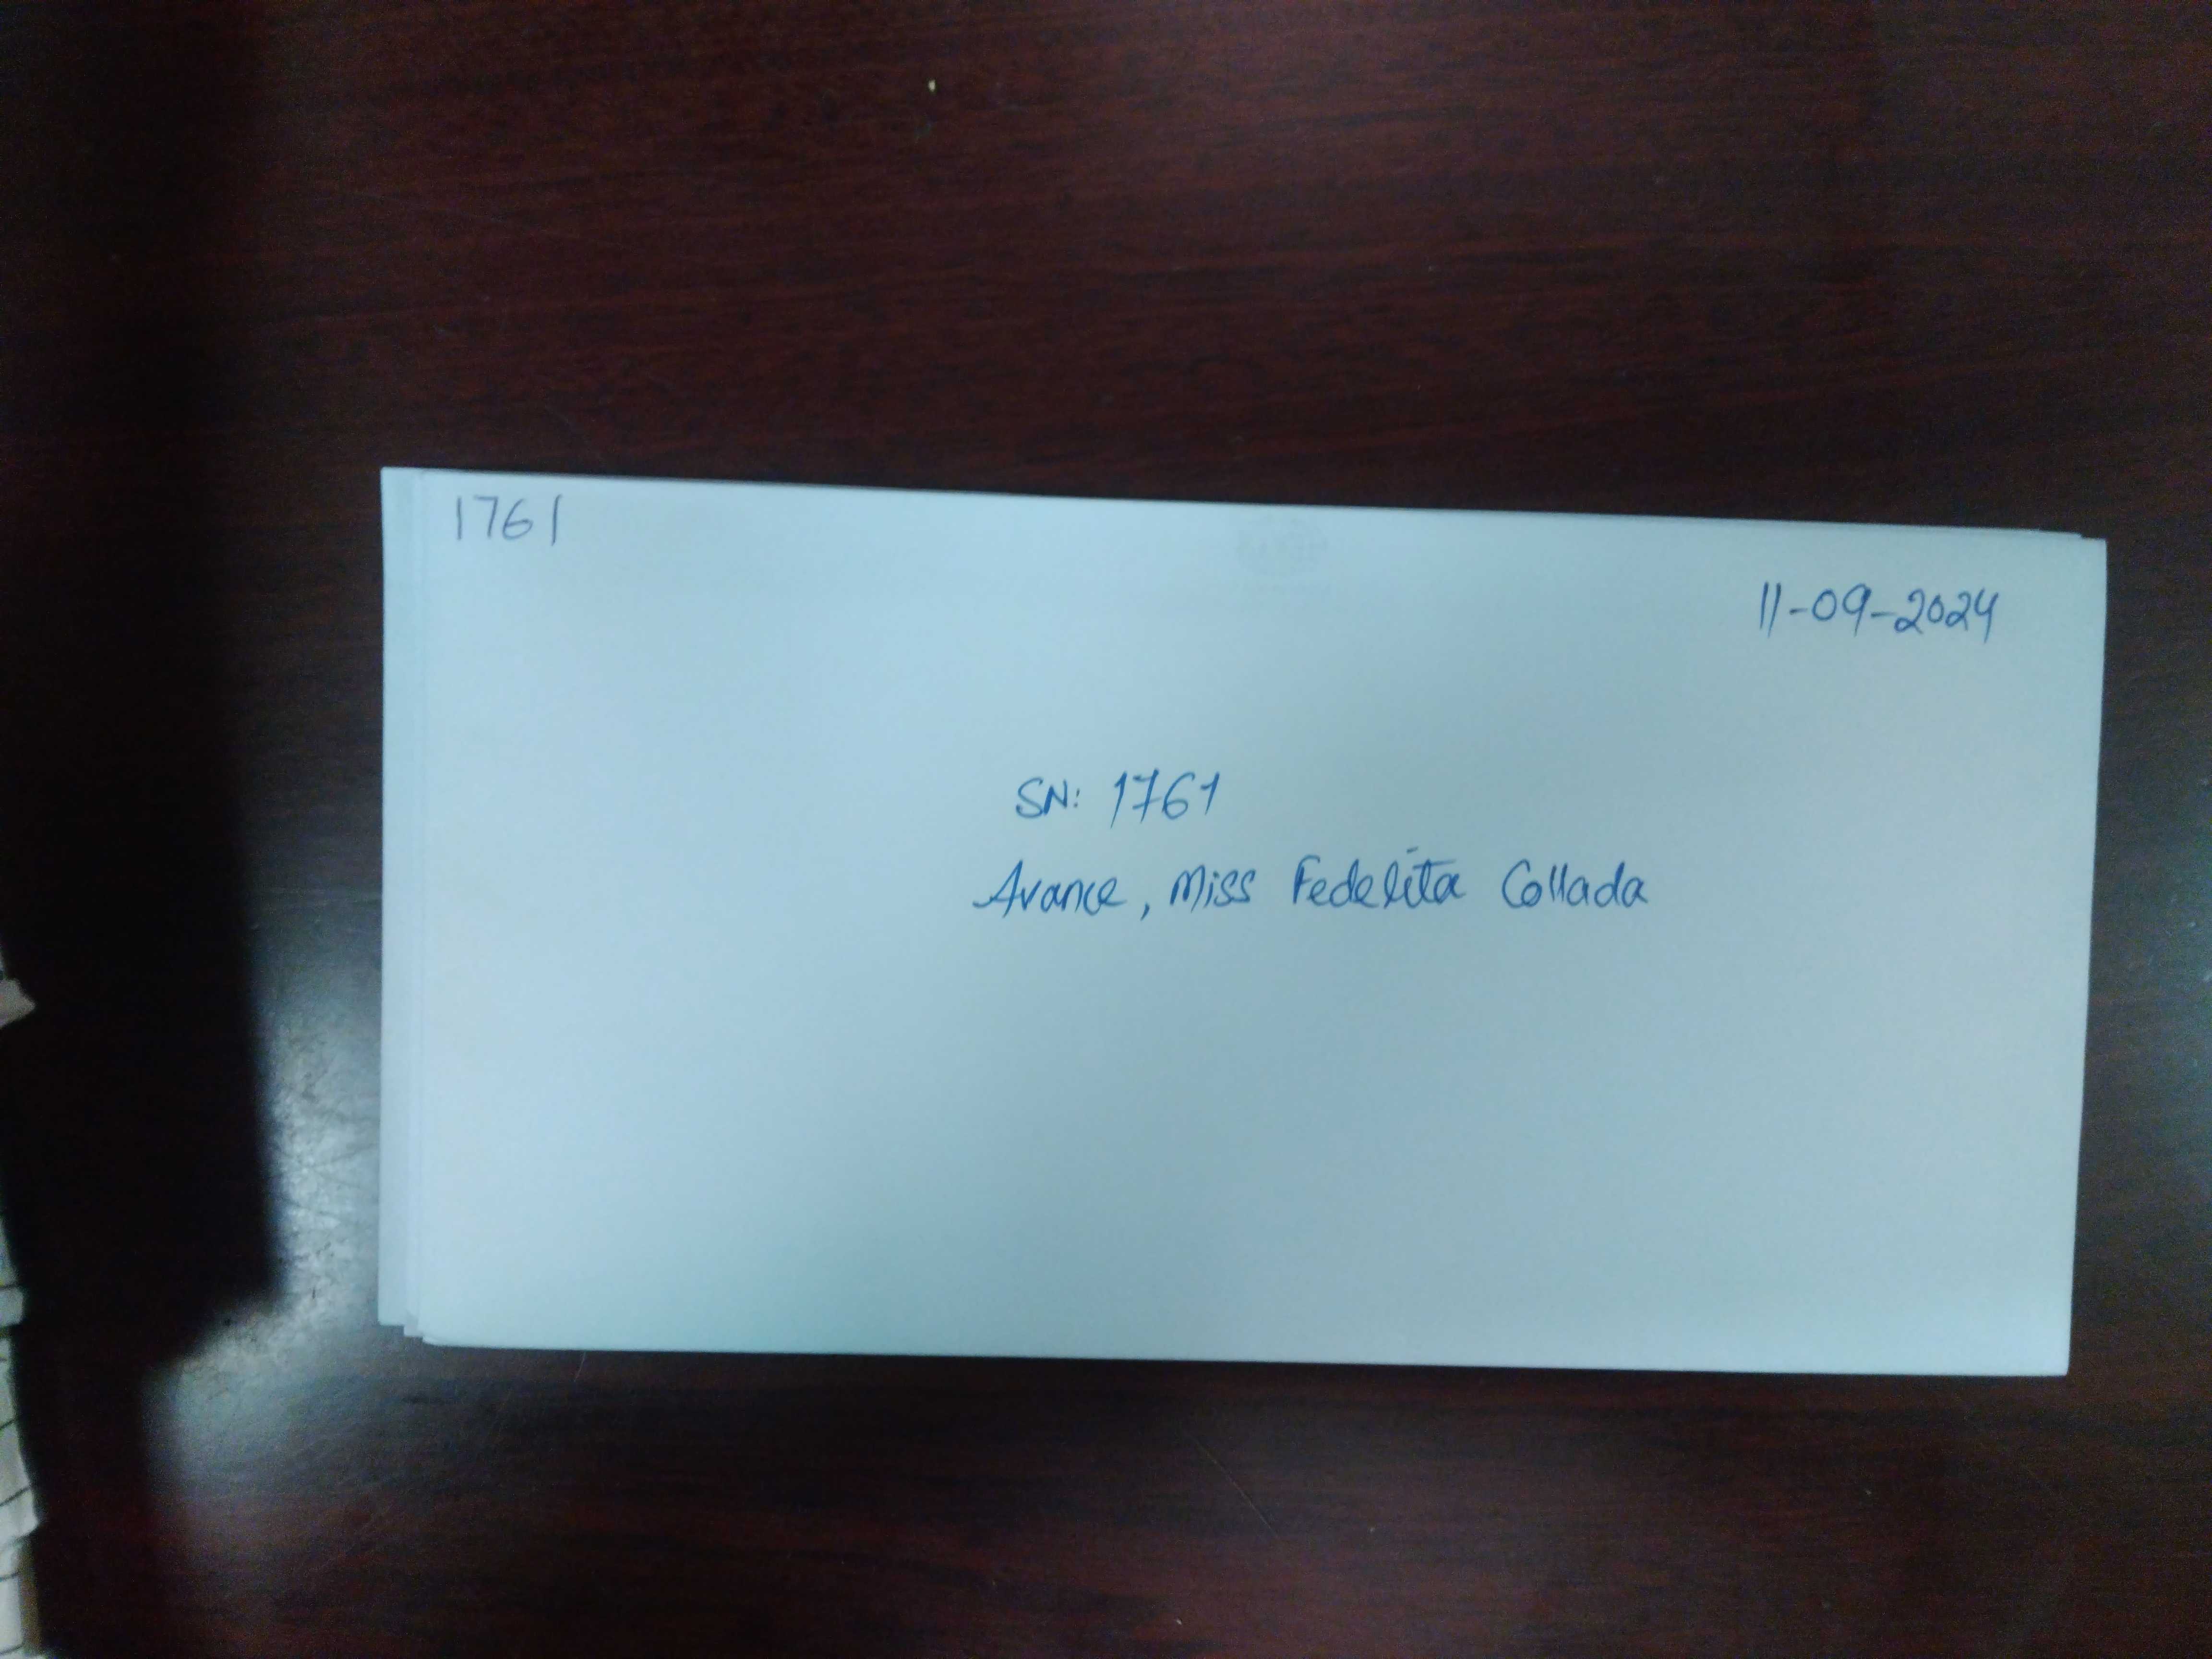 1761
11-09-2024
SN: 1761
Avance, Miss Fedelita Collada